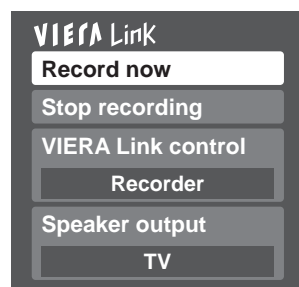 VIERA Link
Record now
Stop recording
VIERA Link control
Recorder
Speaker output
TV